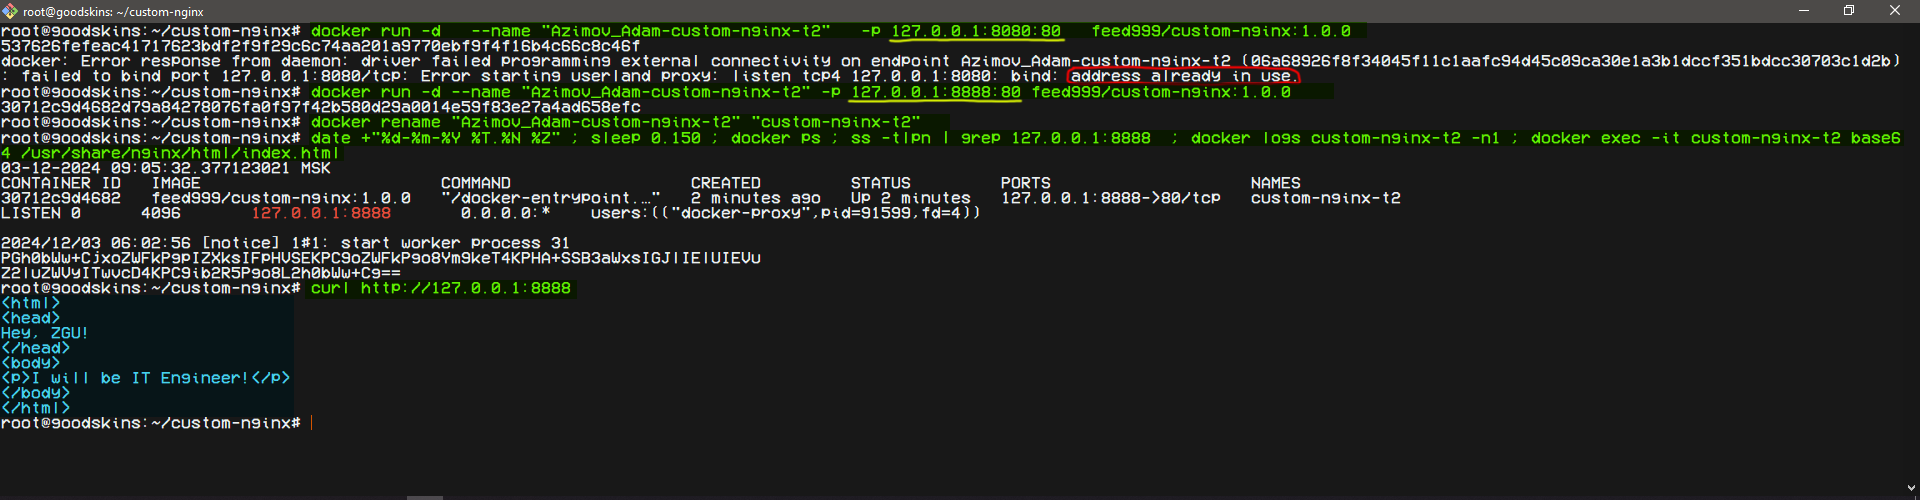 root@goodskins: ~/custom-nginx
root@goodskins:~/custom-nginx# docker run -d   --name "Azimov_Adam-custom-nginx-t2"   -p 127.0.0.1:8080:80   feed999/custom-nginx:1.0.0
537626fefeac41717623bdf2f9f29c6c74aa201a9770ebf9f4f16b4c66c8c46f
docker: Error response from daemon: driver failed programming external connectivity on endpoint Azimov_Adam-custom-nginx-t2 (06a68926f8f34045f11c1aafc94d45c09ca30e1a3b1dccf351bdcc30703c1d2b)
: failed to bind port 127.0.0.1:8080/tcp: Error starting userland proxy: listen tcp4 127.0.0.1:8080: bind: address already in use.
root@goodskins:~/custom-nginx# docker run -d --name "Azimov_Adam-custom-nginx-t2" -p 127.0.0.1:8888:80 feed999/custom-nginx:1.0.0
30712c9d4682d79a84278076fa0f97f42b580d29a0014e59f83e27a4ad658efc
root@goodskins:~/custom-nginx# docker rename "Azimov_Adam-custom-nginx-t2" "custom-nginx-t2"
root@goodskins:~/custom-nginx# date +"%d-%m-%Y %T.%N %Z" ; sleep 0.150 ; docker ps ; ss -tlpn | grep 127.0.0.1:8888  ; docker logs custom-nginx-t2 -n1 ; docker exec -it custom-nginx-t2 base6
4 /usr/share/nginx/html/index.html
03-12-2024 09:05:32.377123021 MSK
CONTAINER ID   IMAGE                        COMMAND                  CREATED         STATUS         PORTS                    NAMES
30712c9d4682   feed999/custom-nginx:1.0.0   "/docker-entrypoint.…"   2 minutes ago   Up 2 minutes   127.0.0.1:8888->80/tcp   custom-nginx-t2
LISTEN 0      4096       127.0.0.1:8888       0.0.0.0:*    users:(("docker-proxy",pid=91599,fd=4))
2024/12/03 06:02:56 [notice] 1#1: start worker process 31
PGh0bWw+CjxoZWFkPgpIZXksIFpHVSEKPC9oZWFkPgo8Ym9keT4KPHA+SSB3aWxsIGJlIElUIEVu
Z2luZWVyITwvcD4KPC9ib2R5Pgo8L2h0bWw+Cg==
root@goodskins:~/custom-nginx# curl http://127.0.0.1:8888
<html>
<head>
Hey, ZGU!
</head>
<body>
<p>I will be IT Engineer!</p>
</body>
</html>
root@goodskins:~/custom-nginx#